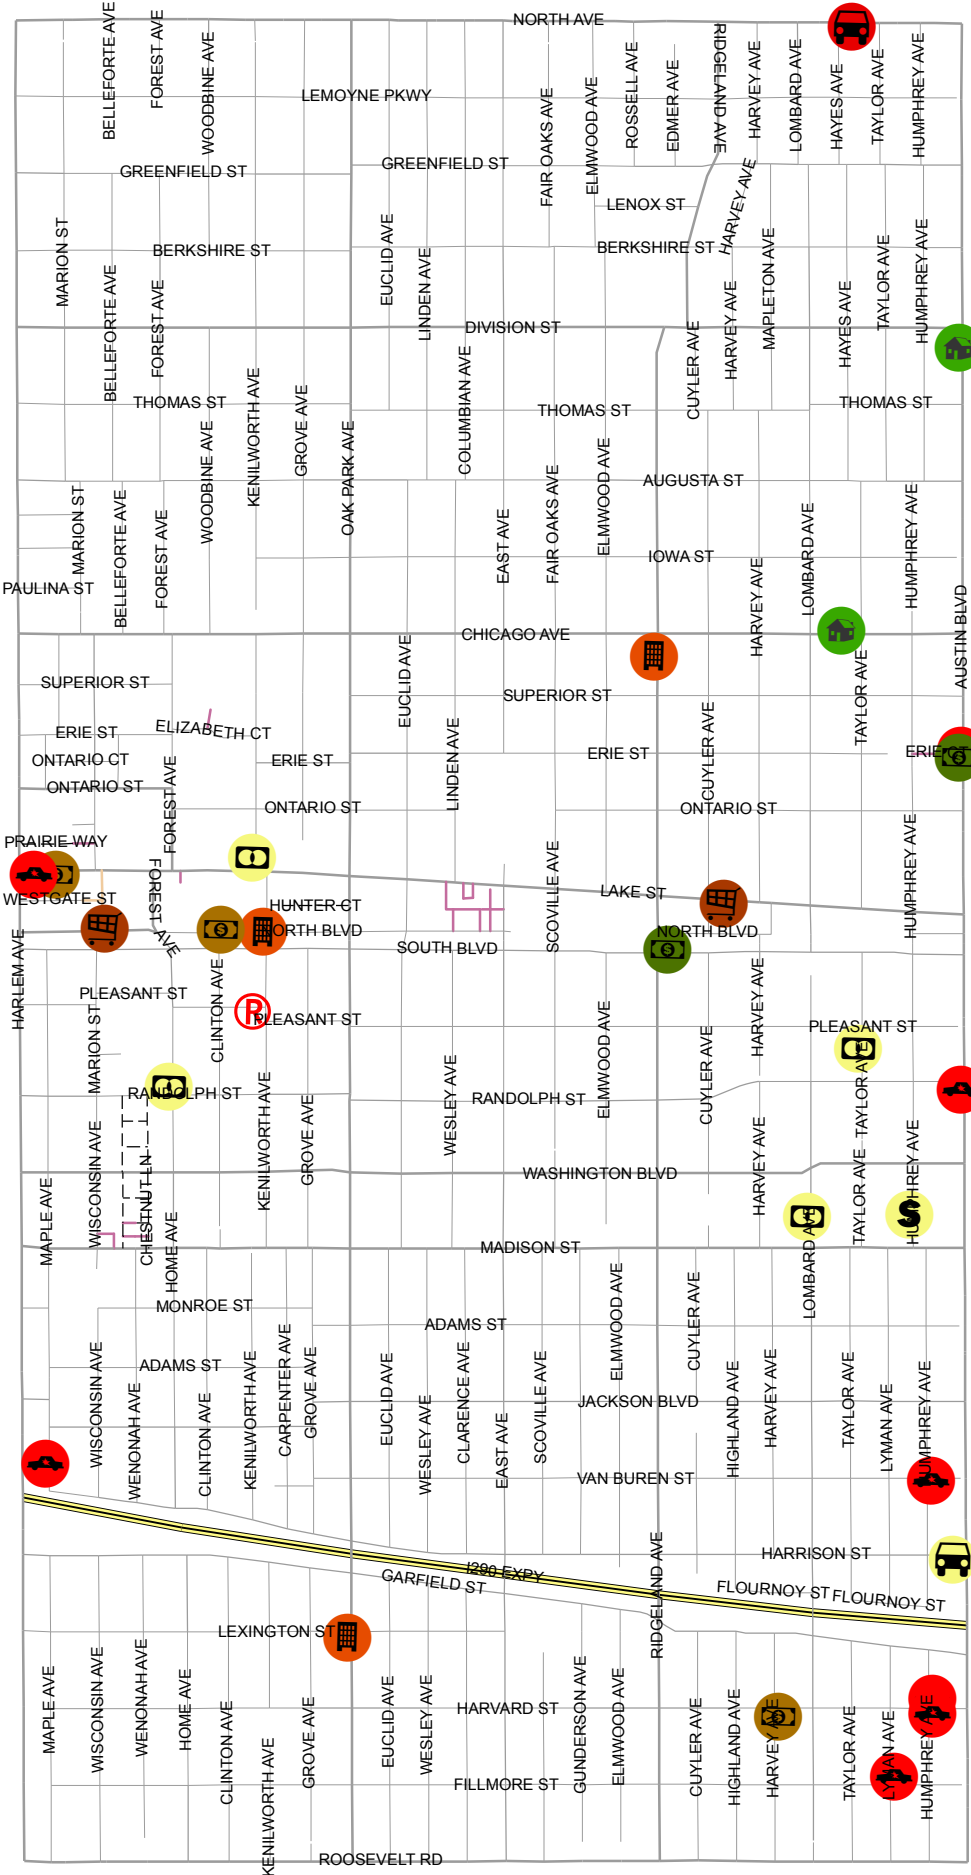 NORTH AVE
BELLEFORTE AVE
FOREST AVE
WOODBINE AVE
LEMOYNE PKWY
FAIR OAKS AVE
ELMWOOD AVE
ROSSELL AVE
EDMER AVE
RIDGELAND AVE
HARVEY AVE
LOMBARD AVE
HAYES AVE
TAYLOR AVE
HUMPHREY AVE
GREENFIELD ST
GREENFIELD ST
LENOX ST
HARVEY AVE
MARION ST
BERKSHIRE ST
EUCLID AVE
LINDEN AVE
BERKSHIRE ST
MAPLETON AVE
TAYLOR AVE
HUMPHREY AVE
BELLEFORTE AVE
FOREST AVE
DIVISION ST
CUYLER AVE
HARVEY AVE
HAYES AVE
THOMAS ST
KENILWORTH AVE
GROVE AVE
COLUMBIAN AVE
THOMAS ST
THOMAS ST
WOODBINE AVE
OAK PARK AVE
ELMWOOD AVE
AUGUSTA ST
MARION ST
BELLEFORTE AVE
FOREST AVE
EAST AVE
FAIR OAKS AVE
IOWA ST
LOMBARD AVE
HUMPHREY AVE
PAULINA ST
HARVEY AVE
AUSTIN BLVD
CHICAGO AVE
EUCLID AVE
TAYLOR AVE
SUPERIOR ST
SUPERIOR ST
ERIE ST
ELIZABETH CT
LINDEN AVE
CUYLER AVE
ONTARIO CT
ERIE ST
ERIE ST
ERIE CT
ONTARIO ST
FOREST AVE
ONTARIO ST
ONTARIO ST
PRAIRIE WAY
SCOVILLE AVE
HUMPHREY AVE
WESTGATE ST
FOREST AVE
HUNTER CT
LAKE ST
HARLEM AVE
ORTH BLVD
NORTH BLVD
SOUTH BLVD
PLEASANT ST
CLINTON AVE
HARVEY AVE
R
PLEASANT ST
PLEASANT ST
MARION ST
ELMWOOD AVE
CUYLER AVE
TAYLOR AVE
RANDOLPH ST
WESLEY AVE
RANDOLPH ST
KENILWORTH AVE
GROVE AVE
WISCONSIN AVE
HARVEY AVE
TAYLOR AVE
HUMPHREY AVE
WASHINGTON BLVD
MAPLE AVE
CHESTNUT LN
HOME AVE
LOMBARD AVE
$
MADISON ST
MONROE ST
ADAMS ST
ELMWOOD AVE
CUYLER AVE
WISCONSIN AVE
ADAMS ST
CARPENTER AVE
GROVE AVE
KENILWORTH AVE
EUCLID AVE
CLARENCE AVE
SCOVILLE AVE
HARVEY AVE
HIGHLAND AVE
TAYLOR AVE
LYMAN AVE
HUMPHREY AVE
WENONAH AVE
CLINTON AVE
WESLEY AVE
EAST AVE
JACKSON BLVD
VAN BUREN ST
RIDGELAND AVE
HARRISON ST
I290 EXPY
GARFIELD ST
FLOURNOY ST
FLOURNOY ST
LEXINGTON ST
MAPLE AVE
WISCONSIN AVE
WENONAH AVE
HOME AVE
CLINTON AVE
KENILWORTH AVE
GROVE AVE
EUCLID AVE
WESLEY AVE
HARVARD ST
GUNDERSON AVE
ELMWOOD AVE
CUYLER AVE
HIGHLAND AVE
HARVEY AVE
TAYLOR AVE
LYMAN AVE
HUMPHREY AVE
FILLMORE ST
ROOSEVELT RD